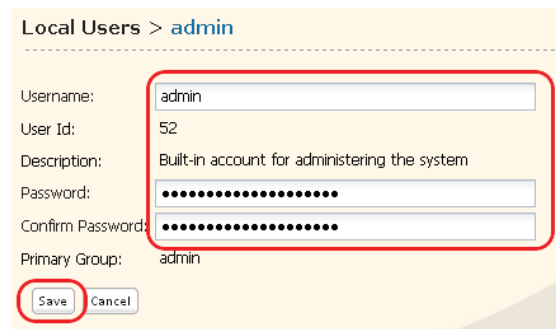 Local Users > admin
Username: admin
User Id: 52
Description: Built-in account for administering the system
Password: ••••••••••••••••••••
Confirm Password: ••••••••••••••••••••
Primary Group: admin
Save Cancel